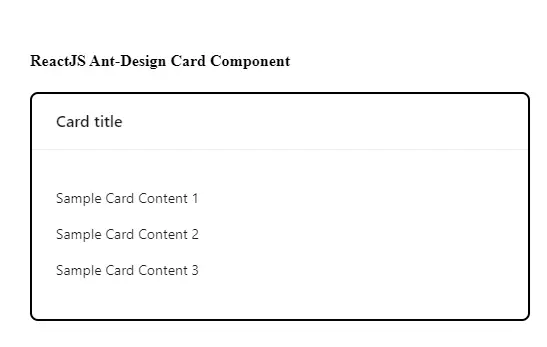 ReactJS Ant-Design Card Component
Card title
Sample Card Content 1
Sample Card Content 2
Sample Card Content 3